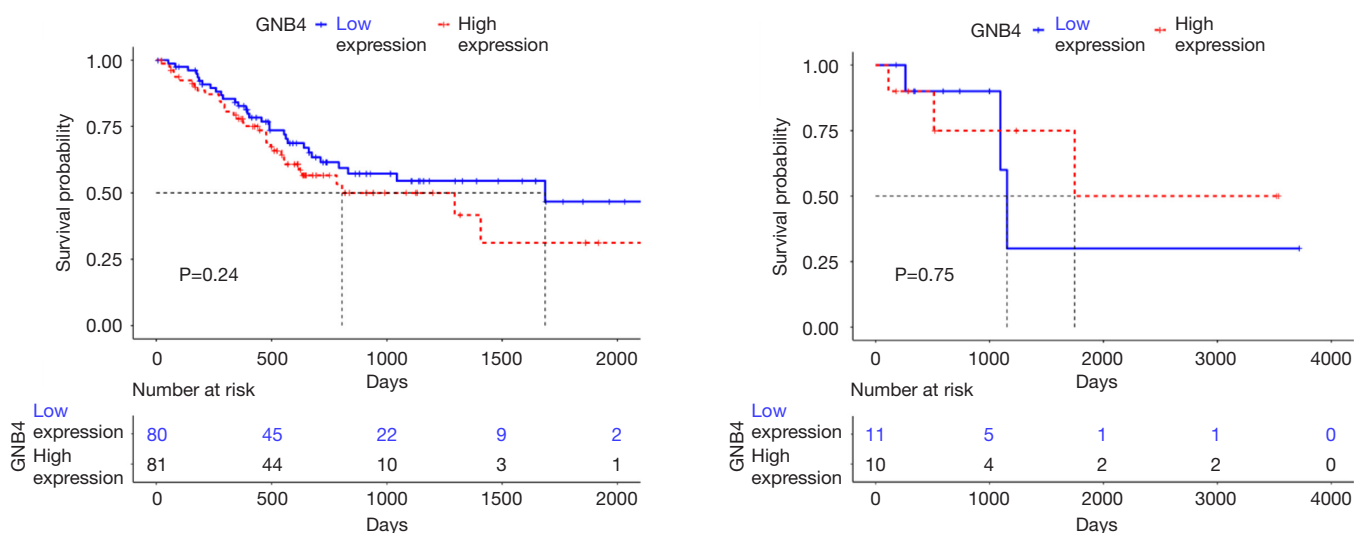 GNB4 Low expression High expression
Survival probability
1.00
0.75
0.50
0.25
0.00
P=0.24
0 500 1000 1500 2000
Days
Number at risk
GNB4
Low expression 80 45 22 9 2
High expression 81 44 10 3 1
0 500 1000 1500 2000
Days
GNB4 Low expression High expression
Survival probability
1.00
0.75
0.50
0.25
0.00
P=0.75
0 1000 2000 3000 4000
Days
Number at risk
GNB4
Low expression 11 5 1 1 0
High expression 10 4 2 2 0
0 1000 2000 3000 4000
Days